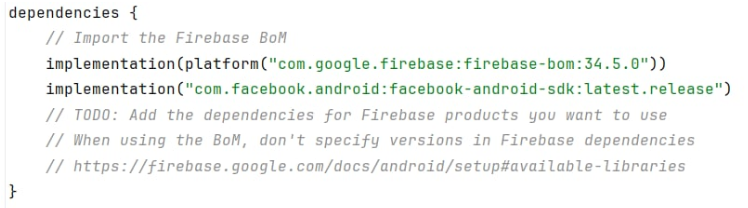 dependencies {
    // Import the Firebase BoM
    implementation(platform("com.google.firebase:firebase-bom:34.5.0"))
    implementation("com.facebook.android:facebook-android-sdk:latest.release")
    // TODO: Add the dependencies for Firebase products you want to use
    // When using the BoM, don't specify versions in Firebase dependencies
    // https://firebase.google.com/docs/android/setup#available-libraries
}